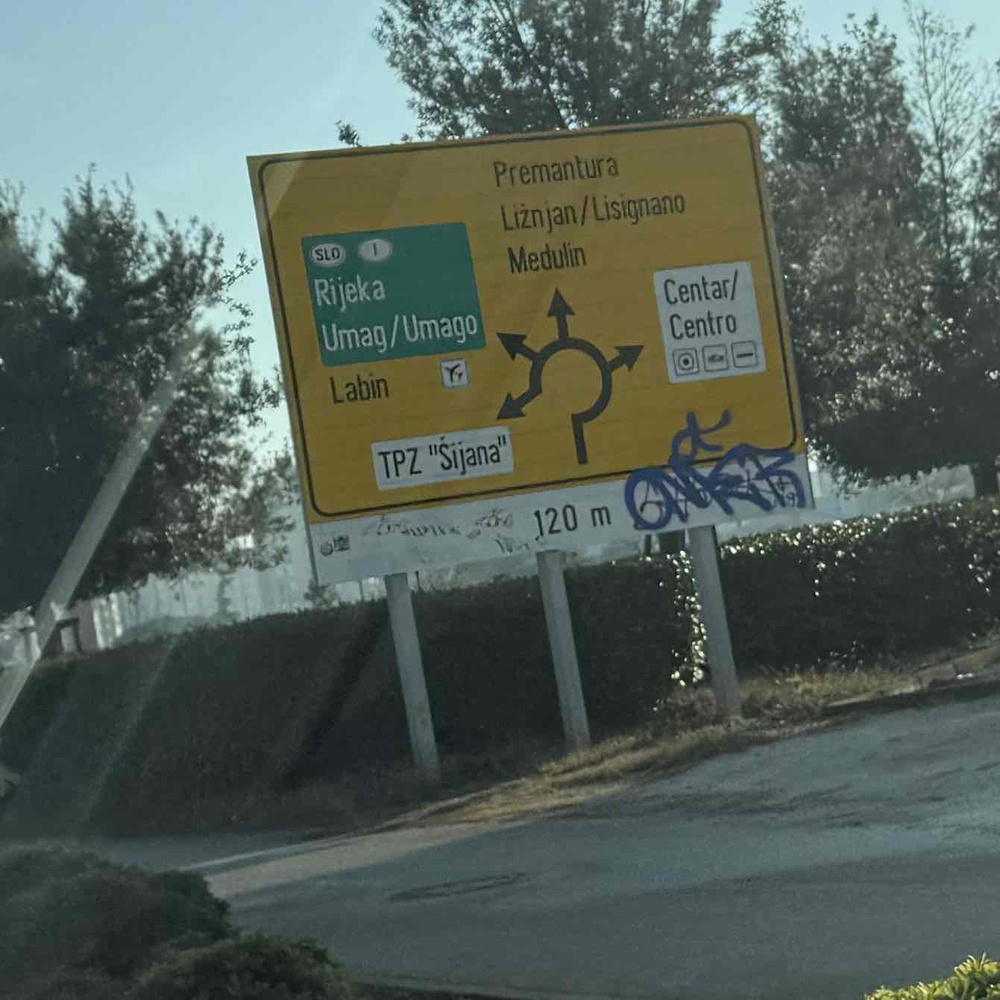 Premantura
Ližnjan/Lisignano
Medulin
SLO I
Rijeka
Umag/Umago
Labin
Centar/
Centro
TPZ "Šijana"
120 m